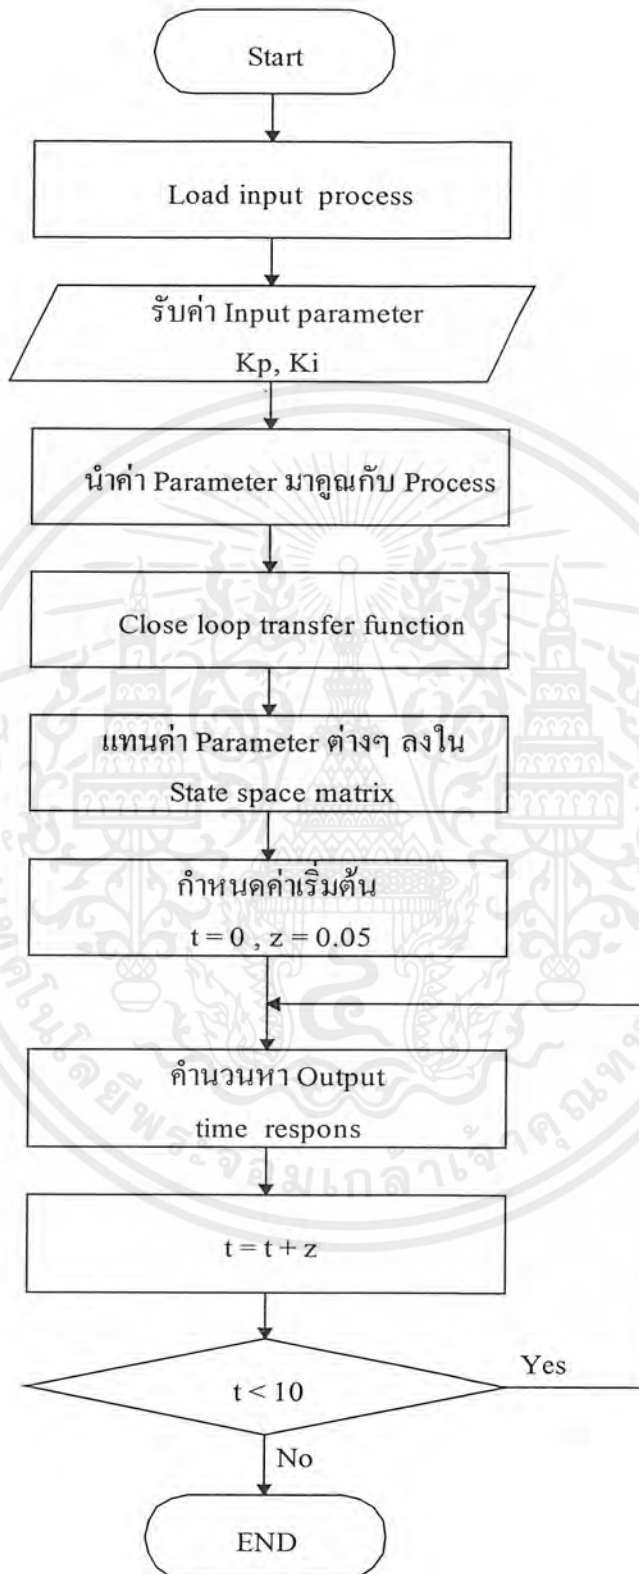 Start
Load input process
รับค่า Input parameter
Kp, Ki
นำค่า Parameter มาคูณกับ Process
Close loop transfer function
แทนค่า Parameter ต่างๆ ลงใน
State space matrix
กำหนดค่าเริ่มต้น
t = 0 , z = 0.05
คำนวนหา Output
time respons
t = t + z
t < 10
Yes
No
END